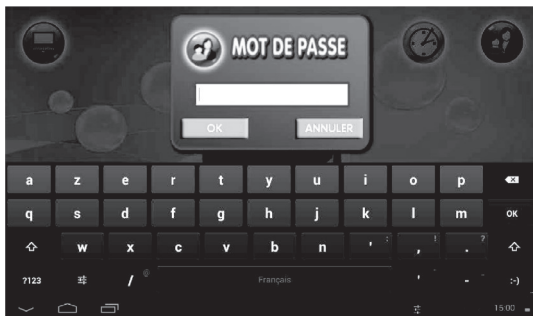 MOT DE PASSE
OK ANNULER
a z e r t y u i o p
q s d f g h j k l m OK
w x c v b n ' : , ! . ?
?123 / @ Français ' - :-)
15:00